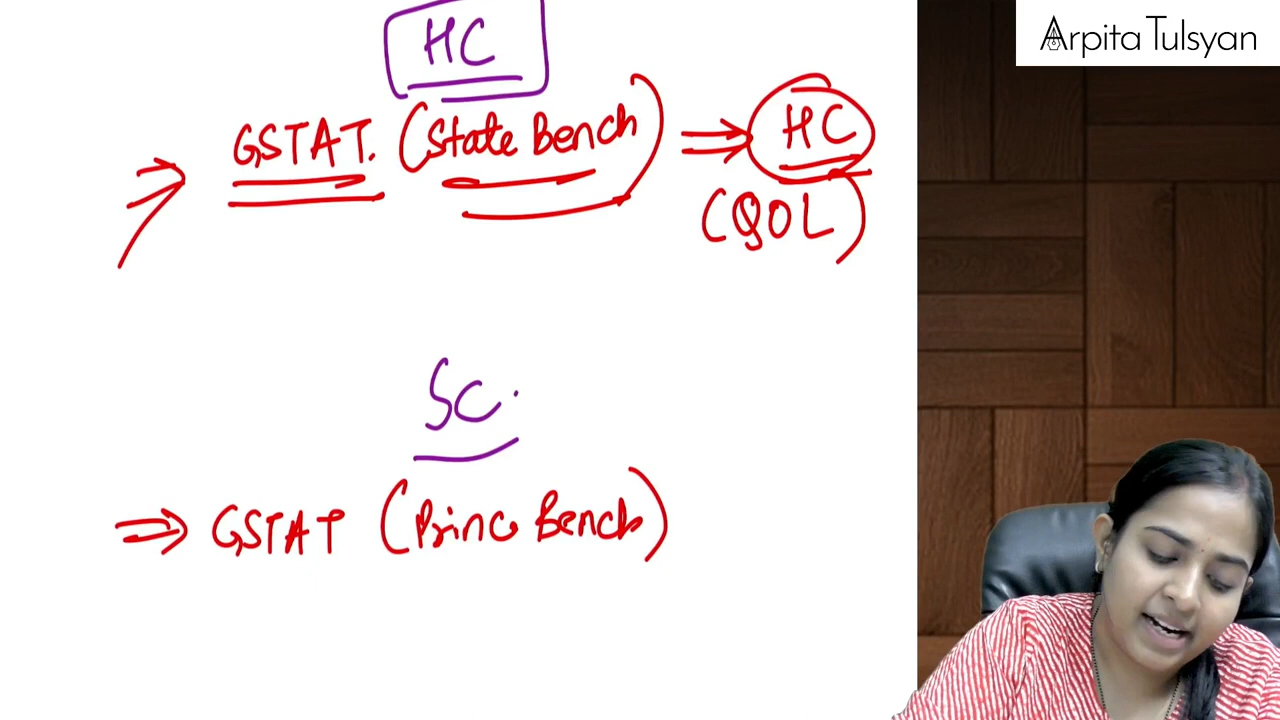 Arpita Tulsyan
HC
GSTAT. (State Bench) ⇒ HC
(QOL)
SC.
⇒ GSTAT (Princ Bench)